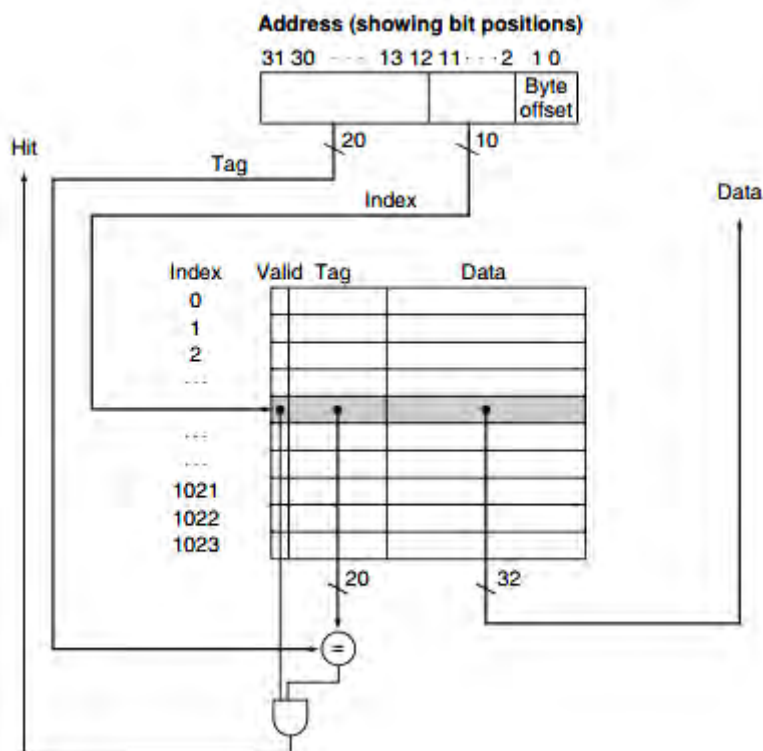 Address (showing bit positions)
31 30 ··· 13 12 11 ··· 2 1 0
Byte
offset
20
10
Hit
Tag
Data
Index
Index Valid Tag Data
0
1
2
...
...
...
1021
1022
1023
20
32
=